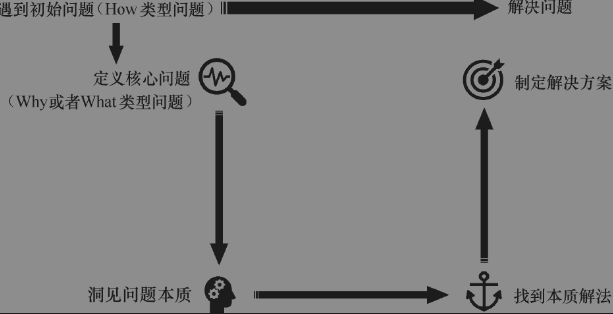 遇到初始问题（How类型问题）
解决问题
定义核心问题
（Why或者What类型问题）
制定解决方案
洞见问题本质
找到本质解法